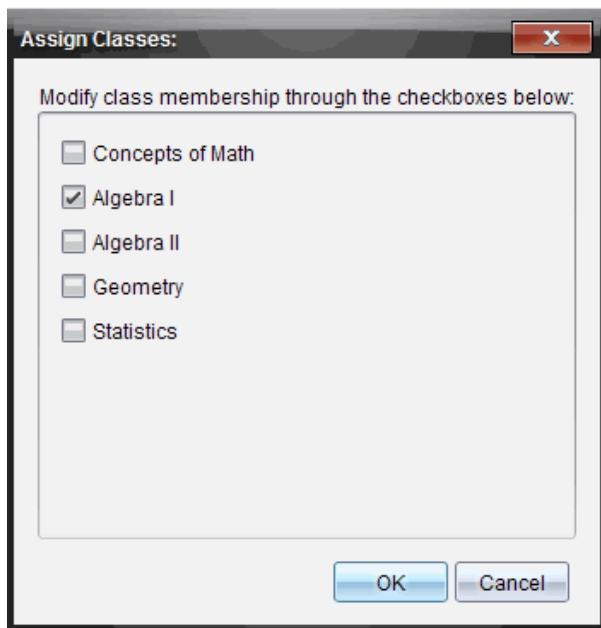 Assign Classes:
Modify class membership through the checkboxes below:
Concepts of Math
Algebra I
Algebra II
Geometry
Statistics
OK
Cancel